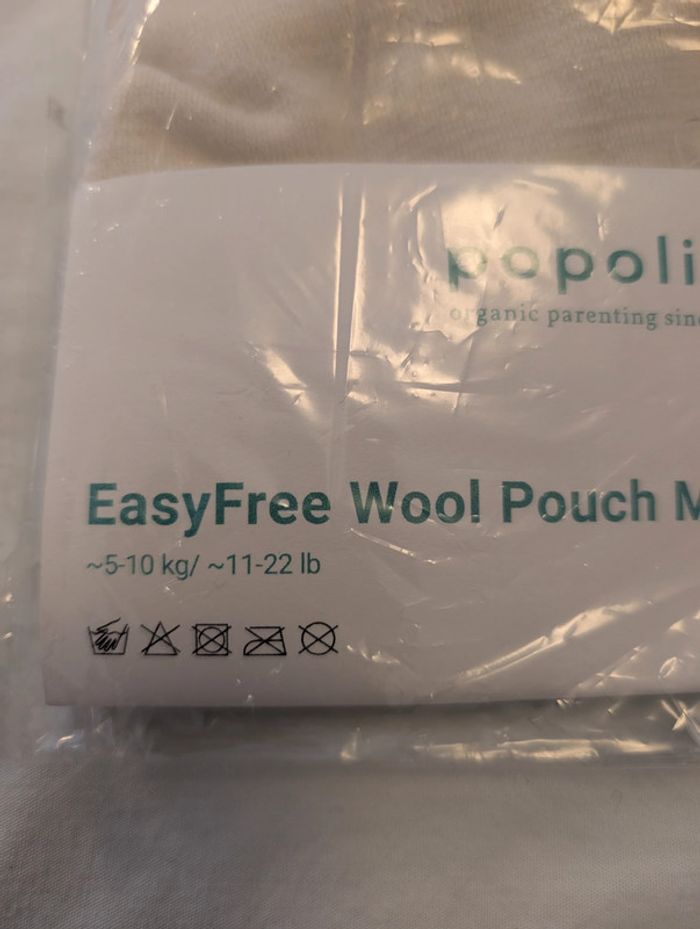 popoli
organic parenting sinc
EasyFree Wool Pouch M
~5-10 kg/ ~11-22 lb